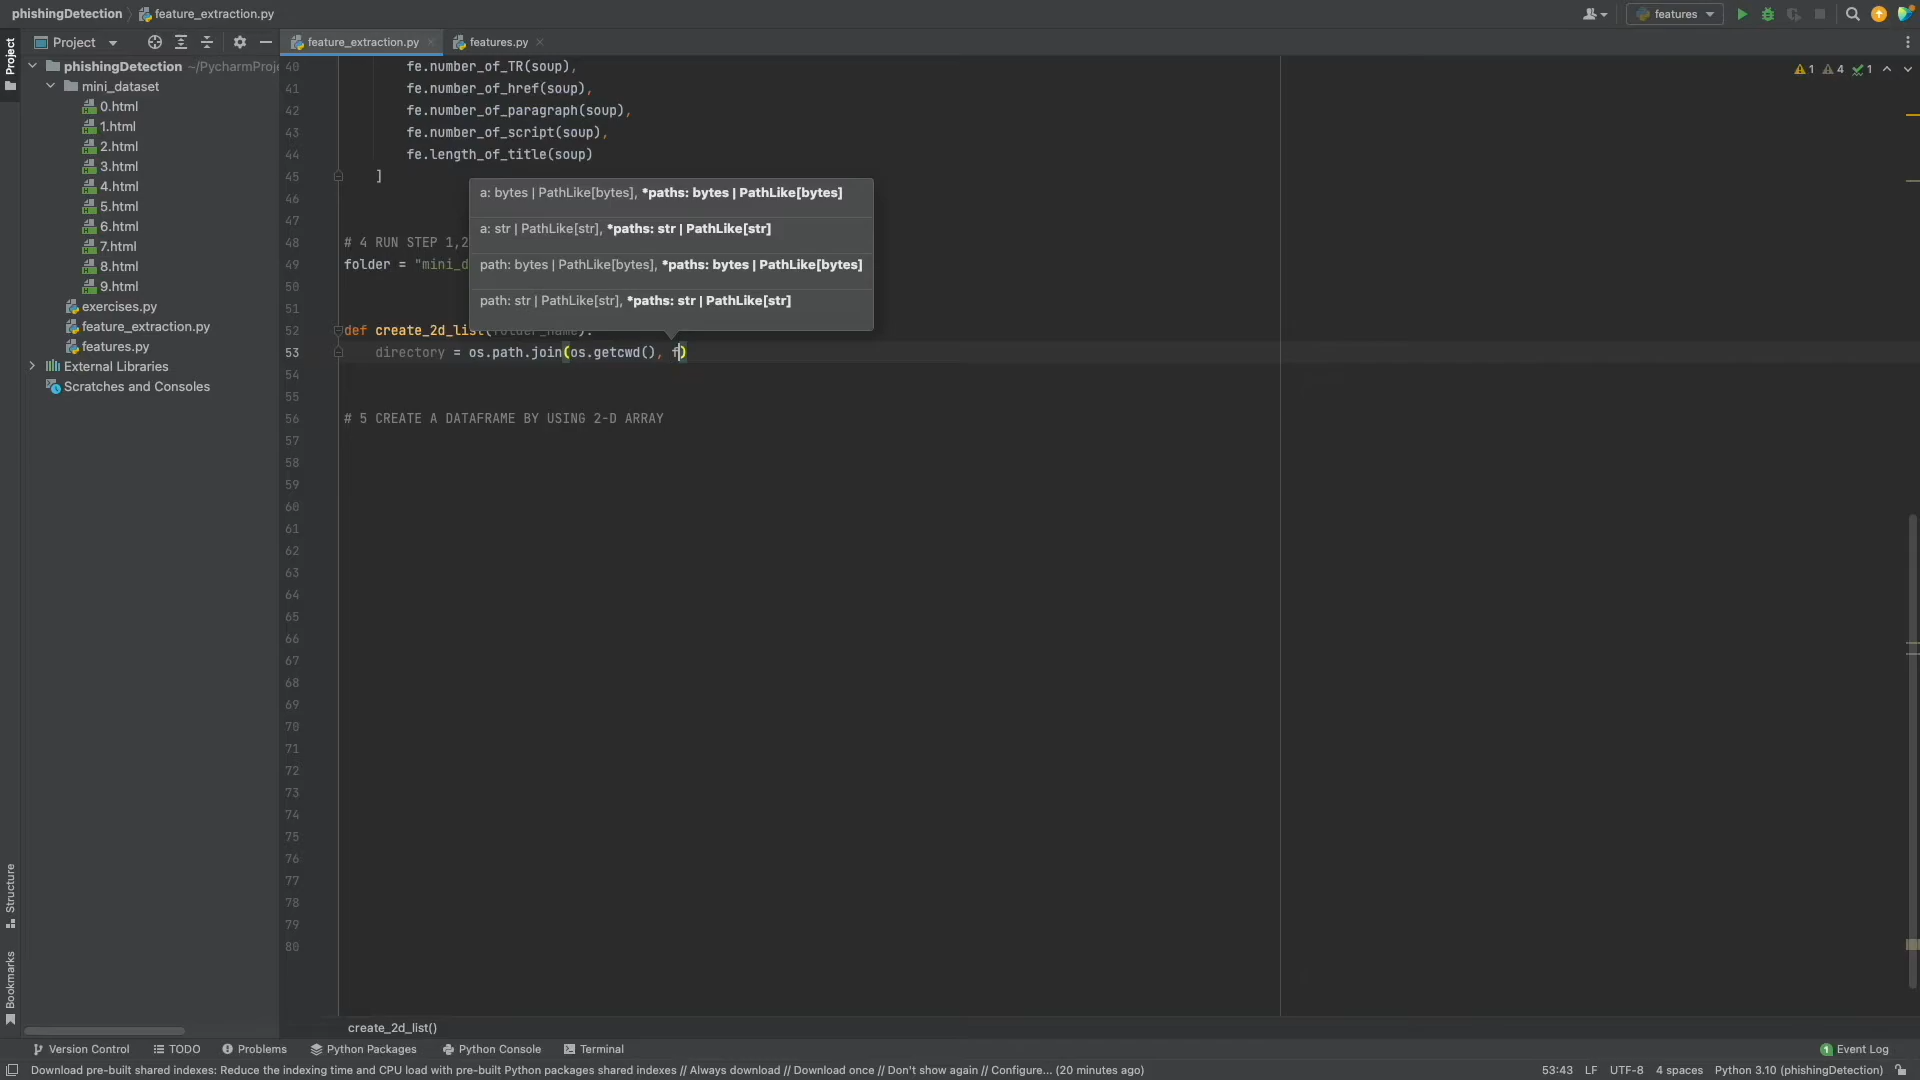 phishingDetection
feature_extraction.py
features
Project
feature_extraction.py
features.py
Project
phishingDetection ~/PycharmProj
mini_dataset
0.html
1.html
2.html
3.html
4.html
5.html
6.html
7.html
8.html
9.html
exercises.py
feature_extraction.py
features.py
External Libraries
Scratches and Consoles
1 4 1
40 fe.number_of_TR(soup),
41 fe.number_of_href(soup),
42 fe.number_of_paragraph(soup),
43 fe.number_of_script(soup),
44 fe.length_of_title(soup)
45 ]
46
47
48 # 4 RUN STEP 1,2
49 folder = "mini_d
50
51
52 def create_2d_list(folder_name):
53 directory = os.path.join(os.getcwd(), f)
54
55
56 # 5 CREATE A DATAFRAME BY USING 2-D ARRAY
57
58
59
60
61
62
63
64
65
66
67
68
69
70
71
72
73
74
75
76
77
78
79
80
a: bytes | PathLike[bytes], *paths: bytes | PathLike[bytes]
a: str | PathLike[str], *paths: str | PathLike[str]
path: bytes | PathLike[bytes], *paths: bytes | PathLike[bytes]
path: str | PathLike[str], *paths: str | PathLike[str]
Structure
Bookmarks
create_2d_list()
Version Control TODO Problems Python Packages Python Console Terminal
1 Event Log
Download pre-built shared indexes: Reduce the indexing time and CPU load with pre-built Python packages shared indexes // Always download // Download once // Don't show again // Configure... (20 minutes ago)
53:43 LF UTF-8 4 spaces Python 3.10 (phishingDetection)